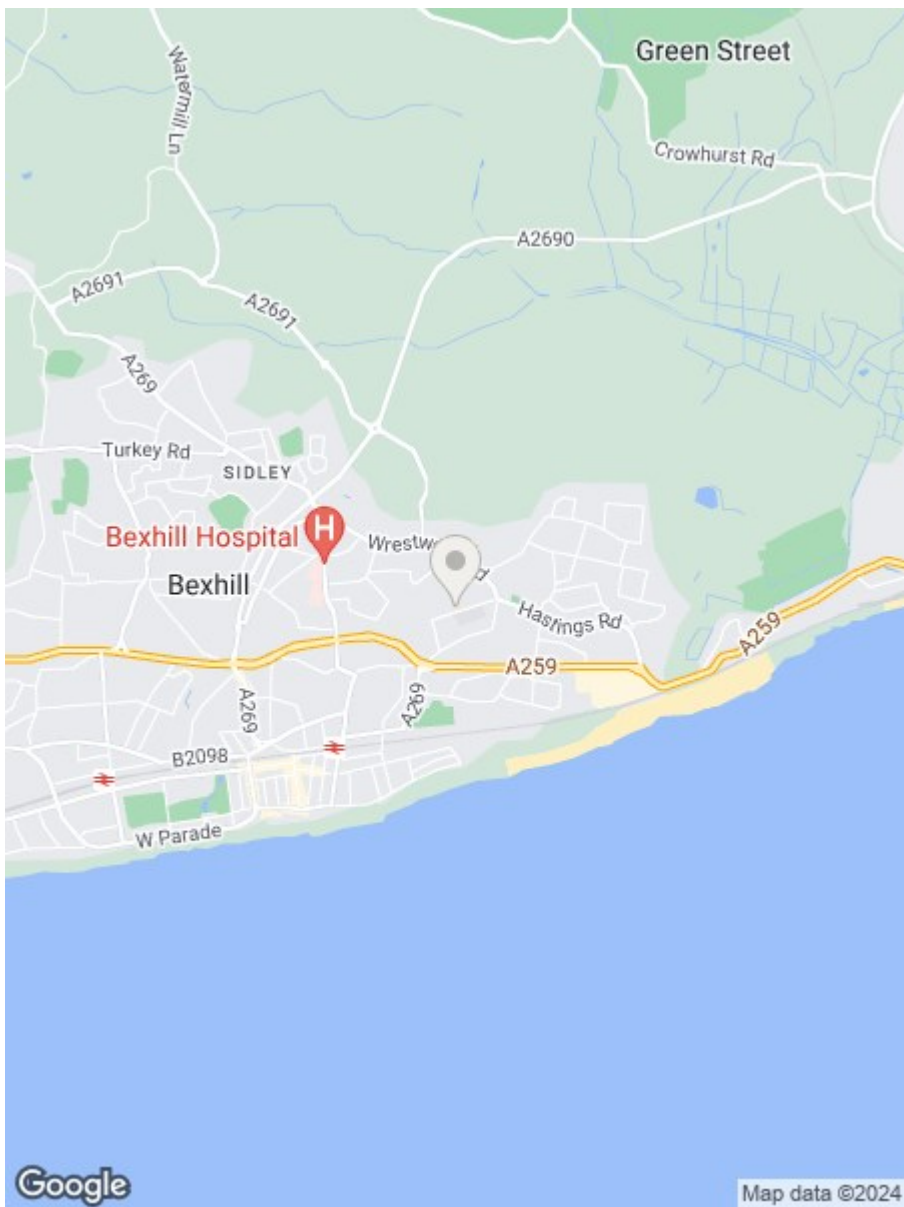 Green Street
Watermill Ln
Crowhurst Rd
A2690
A2691
A2691
A269
Turkey Rd
SIDLEY
Bexhill Hospital
H
Bexhill
Hastings Rd
A259
A259
A269
A269
B2098
W Parade
Google
Map data ©2024